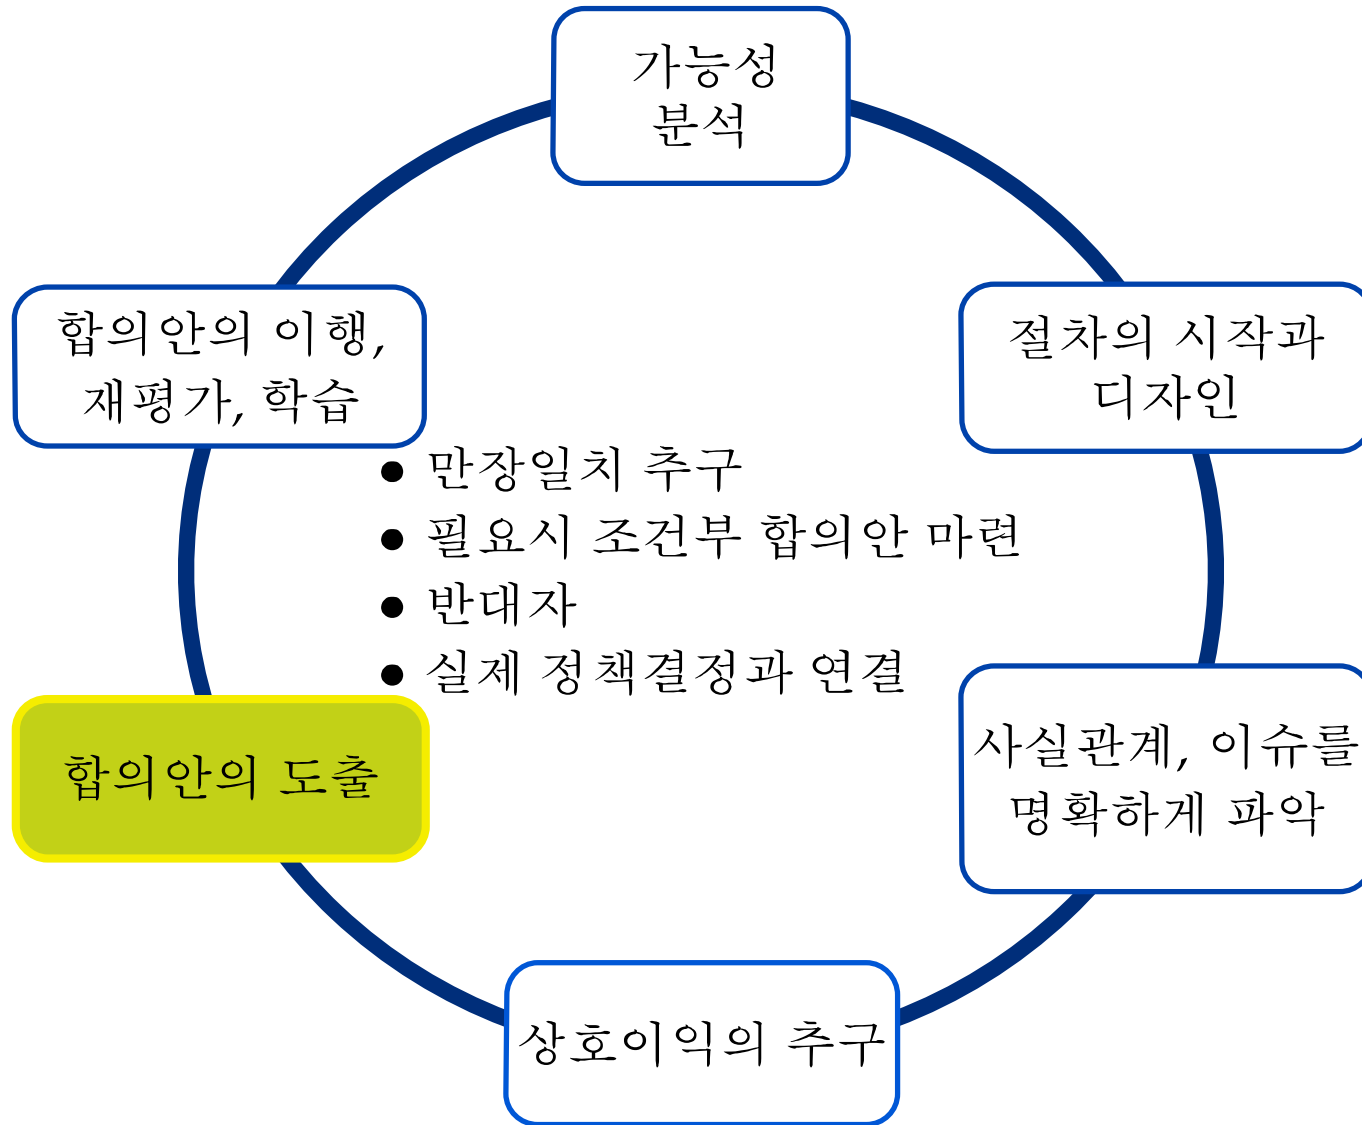 가능성
분석
절차의 시작과
디자인
사실관계, 이슈를
명확하게 파악
상호이익의 추구
합의안의 도출
합의안의 이행,
재평가, 학습
● 만장일치 추구
● 필요시 조건부 합의안 마련
● 반대자
● 실제 정책결정과 연결